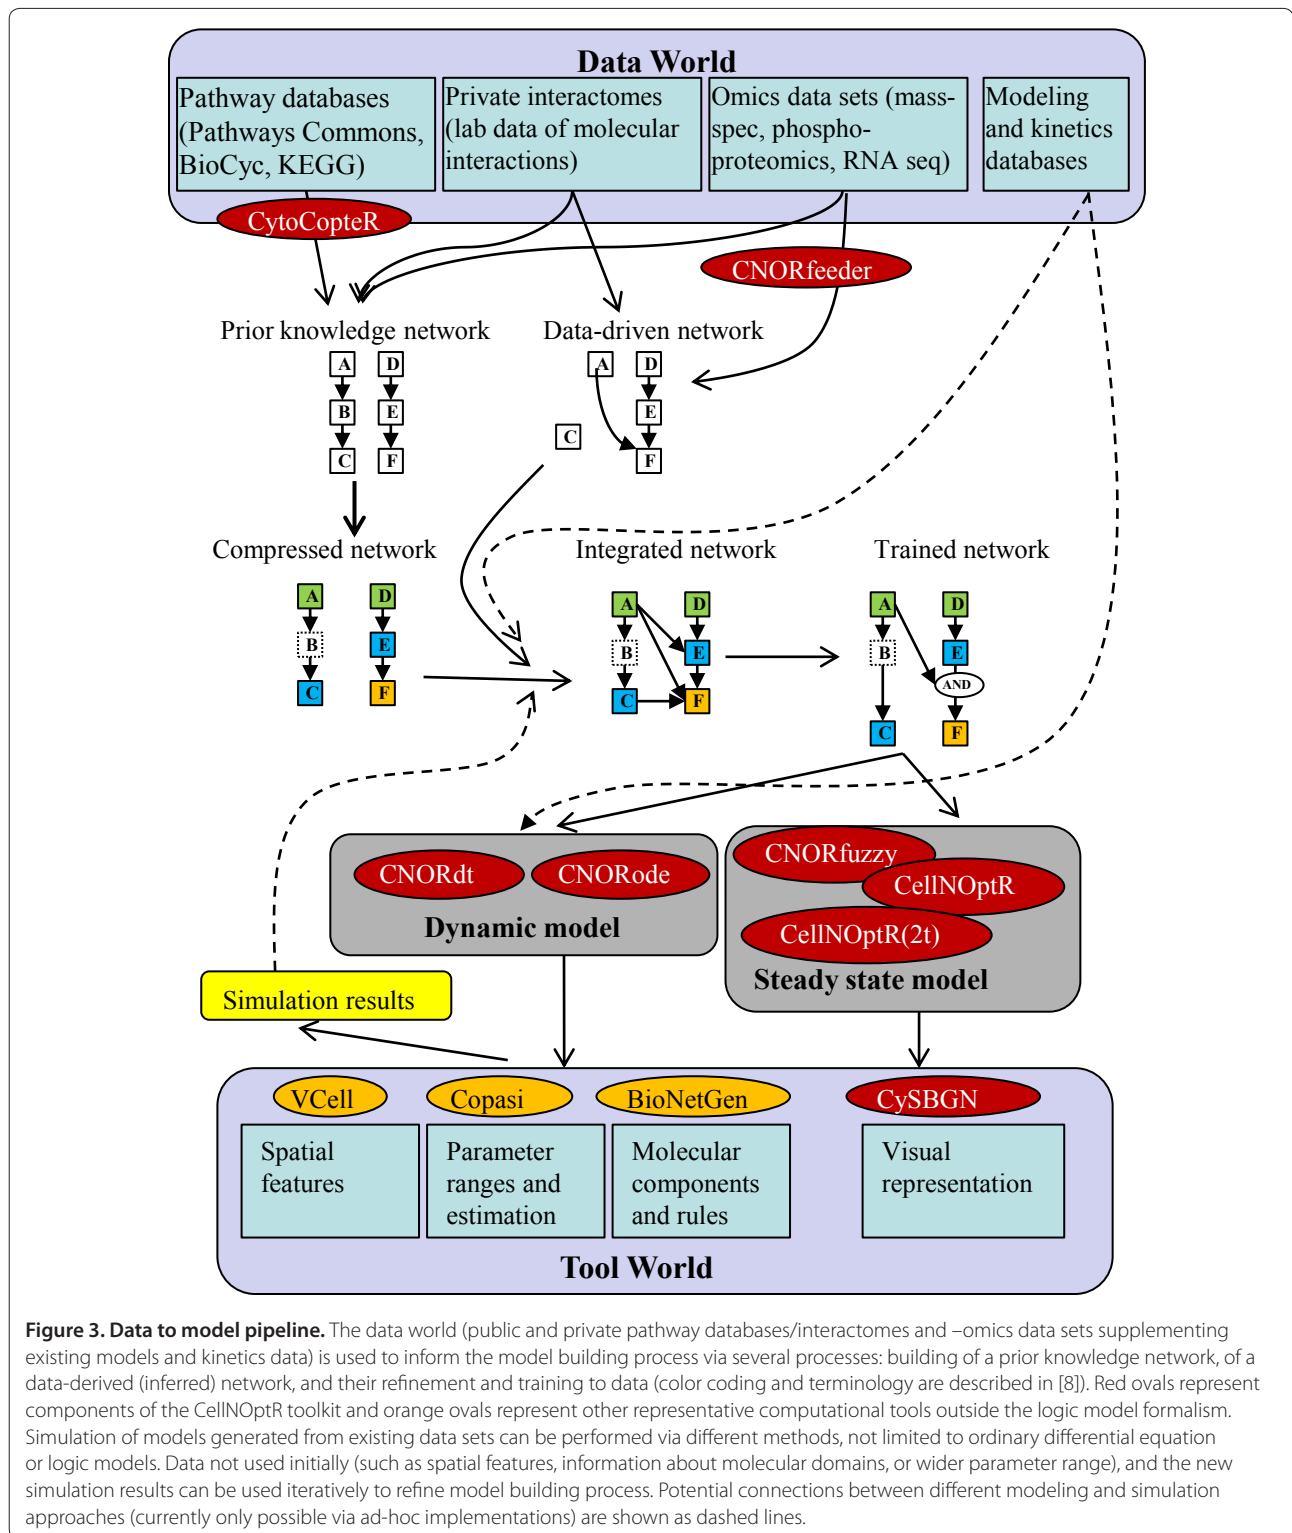 Data World
Pathway databases
(Pathways Commons,
BioCyc, KEGG)
Private interactomes
(lab data of molecular
interactions)
Omics data sets (mass-
spec, phospho-
proteomics, RNA seq)
Modeling
and kinetics
databases
CytoCopteR
CNORfeeder
Prior knowledge network
Data-driven network
A D
B E
C F
A D
E
C
F
Compressed network
Integrated network
Trained network
A D
B E
C F
A D
B E
C F
A D
B E
AND
C F
CNORdt
CNORode
Dynamic model
CNORfuzzy
CellNOptR
CellNOptR(2t)
Steady state model
Simulation results
VCell
Copasi
BioNetGen
CySBGN
Spatial
features
Parameter
ranges and
estimation
Molecular
components
and rules
Visual
representation
Tool World
Figure 3. Data to model pipeline. The data world (public and private pathway databases/interactomes and –omics data sets supplementing
existing models and kinetics data) is used to inform the model building process via several processes: building of a prior knowledge network, of a
data-derived (inferred) network, and their refinement and training to data (color coding and terminology are described in [8]). Red ovals represent
components of the CellNOptR toolkit and orange ovals represent other representative computational tools outside the logic model formalism.
Simulation of models generated from existing data sets can be performed via different methods, not limited to ordinary differential equation
or logic models. Data not used initially (such as spatial features, information about molecular domains, or wider parameter range), and the new
simulation results can be used iteratively to refine model building process. Potential connections between different modeling and simulation
approaches (currently only possible via ad-hoc implementations) are shown as dashed lines.